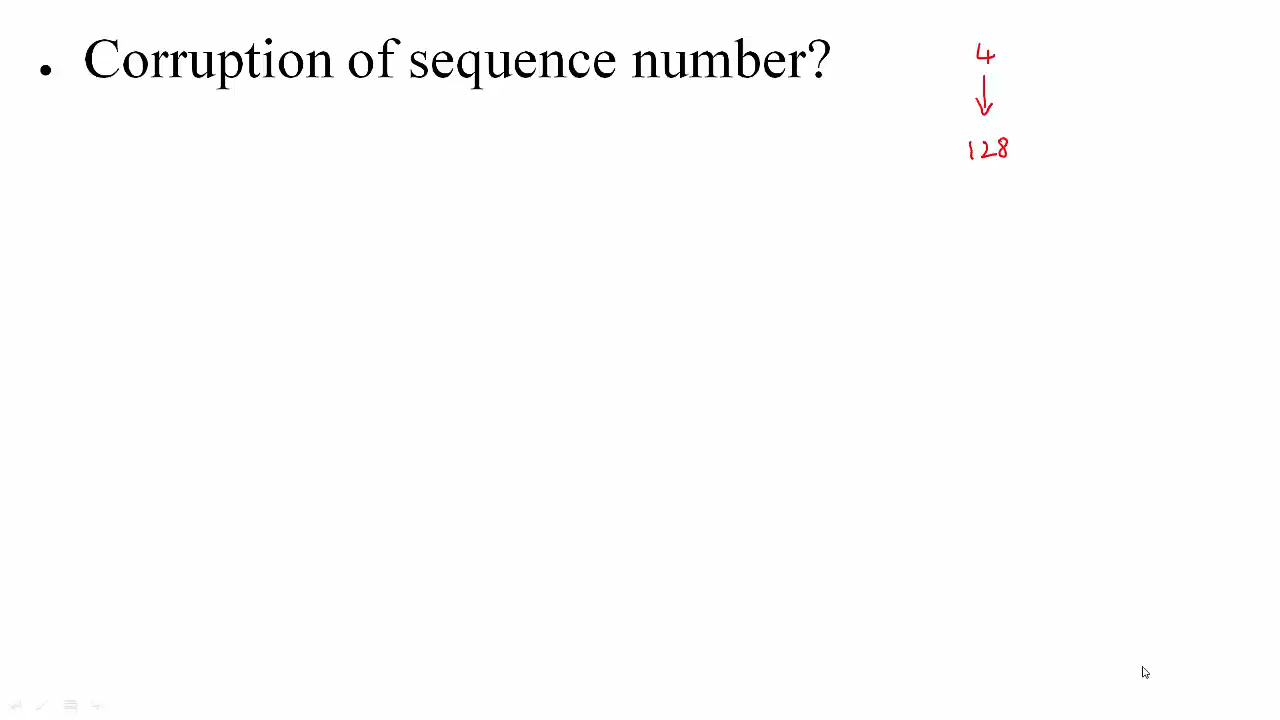 • Corruption of sequence number?
4
↓
128